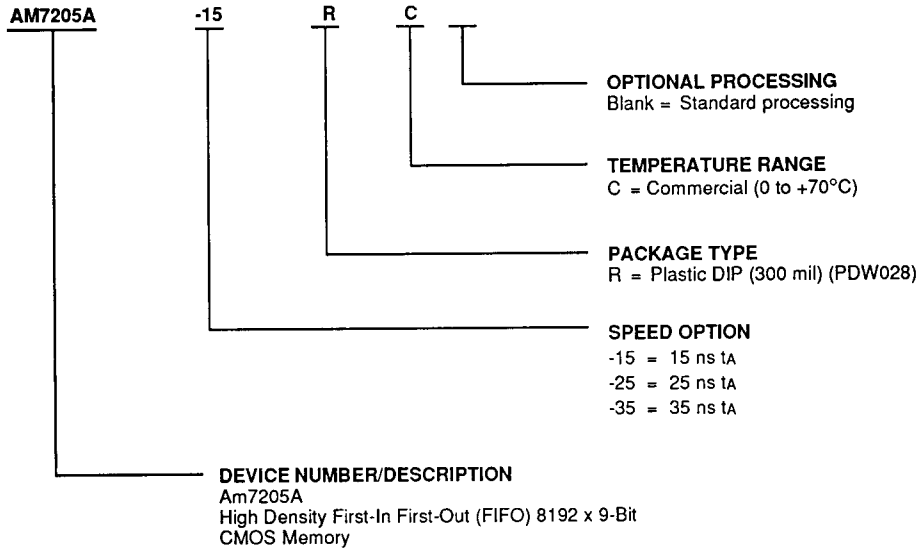 AM7205A -15 R C
OPTIONAL PROCESSING
Blank = Standard processing
TEMPERATURE RANGE
C = Commercial (0 to +70°C)
PACKAGE TYPE
R = Plastic DIP (300 mil) (PDW028)
SPEED OPTION
-15 = 15 ns tA
-25 = 25 ns tA
-35 = 35 ns tA
DEVICE NUMBER/DESCRIPTION
Am7205A
High Density First-In First-Out (FIFO) 8192 x 9-Bit
CMOS Memory